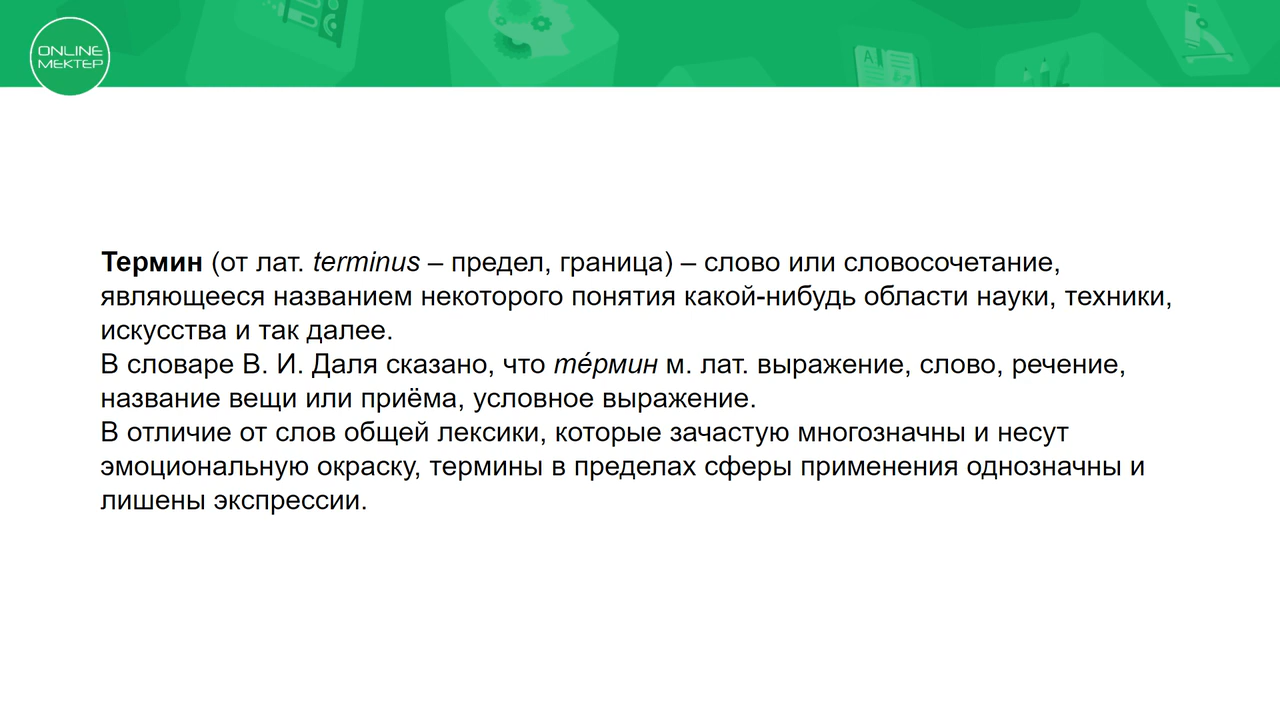 ONLINE
МЕКТЕР
Термин (от лат. terminus – предел, граница) – слово или словосочетание,
являющееся названием некоторого понятия какой-нибудь области науки, техники,
искусства и так далее.
В словаре В. И. Даля сказано, что те́рмин м. лат. выражение, слово, речение,
название вещи или приёма, условное выражение.
В отличие от слов общей лексики, которые зачастую многозначны и несут
эмоциональную окраску, термины в пределах сферы применения однозначны и
лишены экспрессии.